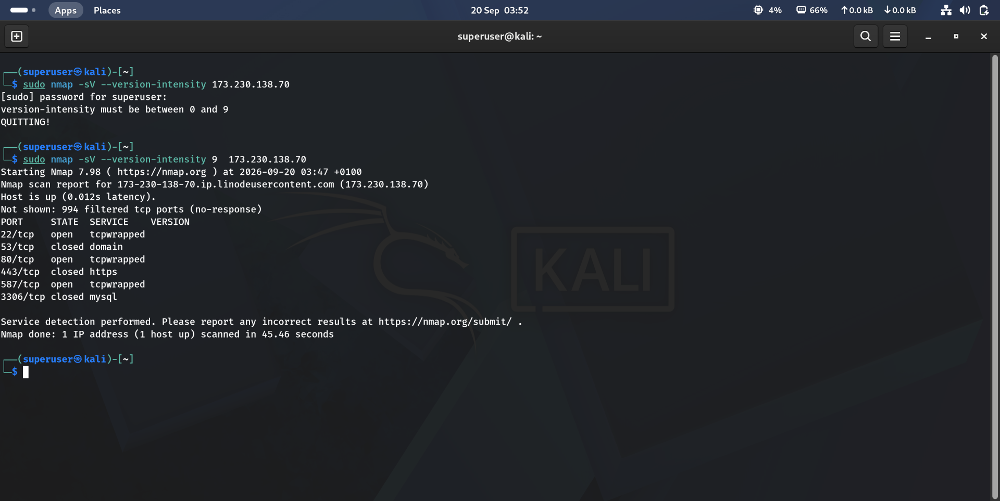 Apps Places 20 Sep 03:52 4% 66% ↑0.0 kB ↓0.0 kB
superuser@kali: ~
┌──(superuser㉿kali)-[~]
└─$ sudo nmap -sV --version-intensity 173.230.138.70
[sudo] password for superuser:
version-intensity must be between 0 and 9
QUITTING!
┌──(superuser㉿kali)-[~]
└─$ sudo nmap -sV --version-intensity 9  173.230.138.70
Starting Nmap 7.98 ( https://nmap.org ) at 2026-09-20 03:47 +0100
Nmap scan report for 173-230-138-70.ip.linodeusercontent.com (173.230.138.70)
Host is up (0.012s latency).
Not shown: 994 filtered tcp ports (no-response)
PORT     STATE  SERVICE    VERSION
22/tcp   open   tcpwrapped
53/tcp   closed domain
80/tcp   open   tcpwrapped
443/tcp  closed https
587/tcp  open   tcpwrapped
3306/tcp closed mysql
KALI
Service detection performed. Please report any incorrect results at https://nmap.org/submit/ .
Nmap done: 1 IP address (1 host up) scanned in 45.46 seconds
┌──(superuser㉿kali)-[~]
└─$